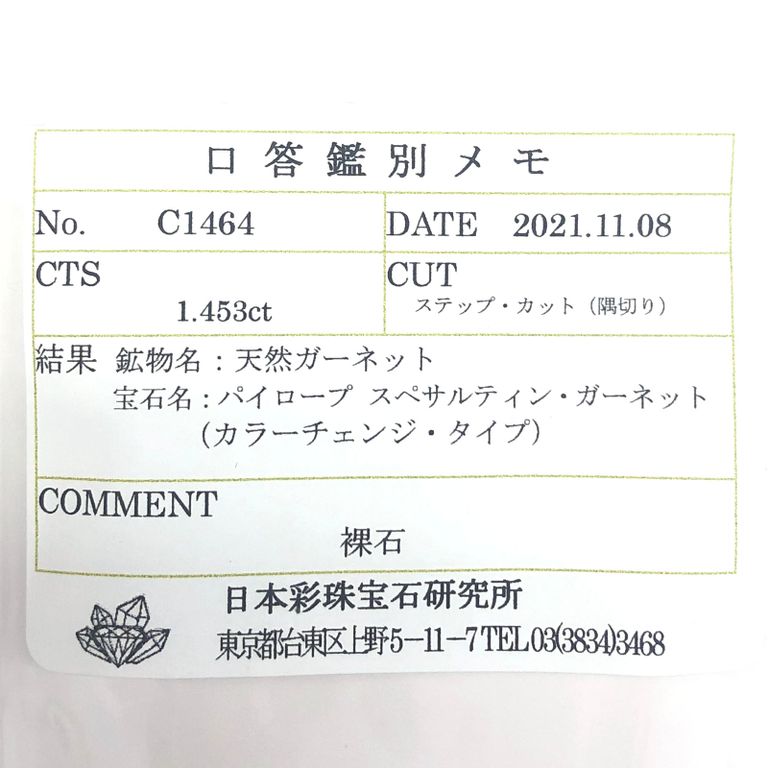 口答鑑別メモ
No. C1464 DATE 2021.11.08
CTS CUT
1.453ct ステップ・カット（隅切り）
結果 鉱物名：天然ガーネット
宝石名：パイロープ スペサルティン・ガーネット
(カラーチェンジ・タイプ)
COMMENT
裸石
日本彩珠宝石研究所
東京都台東区上野5-11-7 TEL 03(3834)3468